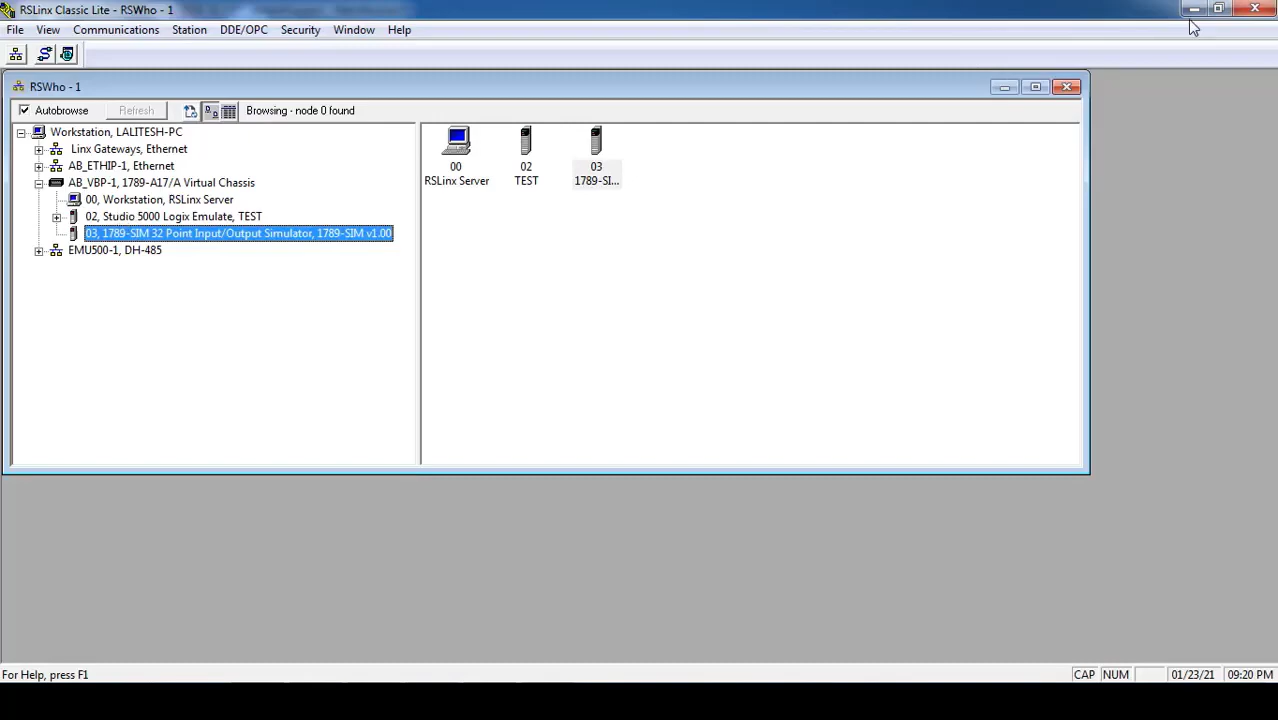 RSLinx Classic Lite - RSWho - 1
File View Communications Station DDE/OPC Security Window Help
RSWho - 1
Autobrowse Refresh Browsing - node 0 found
Workstation, LALITESH-PC
Linx Gateways, Ethernet
AB_ETHIP-1, Ethernet
AB_VBP-1, 1789-A17/A Virtual Chassis
00, Workstation, RSLinx Server
02, Studio 5000 Logix Emulate, TEST
03, 1789-SIM 32 Point Input/Output Simulator, 1789-SIM v1.00
EMU500-1, DH-485
00 02 03
RSLinx Server TEST 1789-SI...
For Help, press F1 CAP NUM 01/23/21 09:20 PM